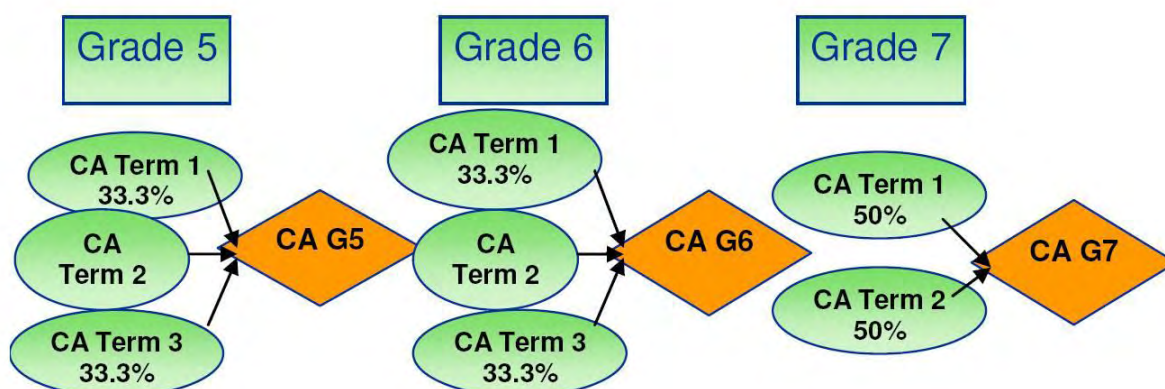 Grade 5
Grade 6
Grade 7
CA Term 1
33.3%
CA
Term 2
CA Term 3
33.3%
CA G5
CA Term 1
33.3%
CA
Term 2
CA Term 3
33.3%
CA G6
CA Term 1
50%
CA Term 2
50%
CA G7